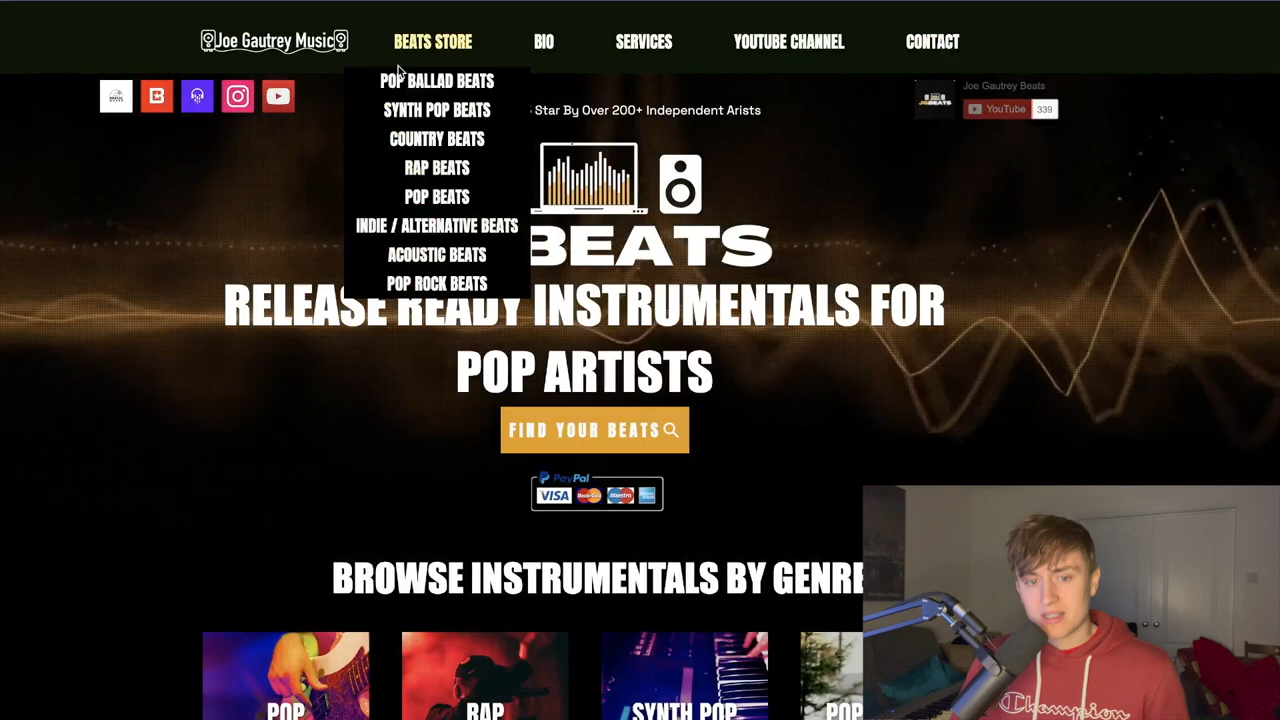 Joe Gautrey Music
BEATS STORE
BIO
SERVICES
YOUTUBE CHANNEL
CONTACT
POP BALLAD BEATS
SYNTH POP BEATS
COUNTRY BEATS
RAP BEATS
POP BEATS
INDIE / ALTERNATIVE BEATS
ACOUSTIC BEATS
POP ROCK BEATS
Star By Over 200+ Independent Arists
Joe Gautrey Beats
YouTube 339
BEATS
RELEASE READY INSTRUMENTALS FOR
POP ARTISTS
FIND YOUR BEATS
PayPal
VISA MasterCard Maestro
BROWSE INSTRUMENTALS BY GENRE
POP
RAP
SYNTH POP
POP
Champion